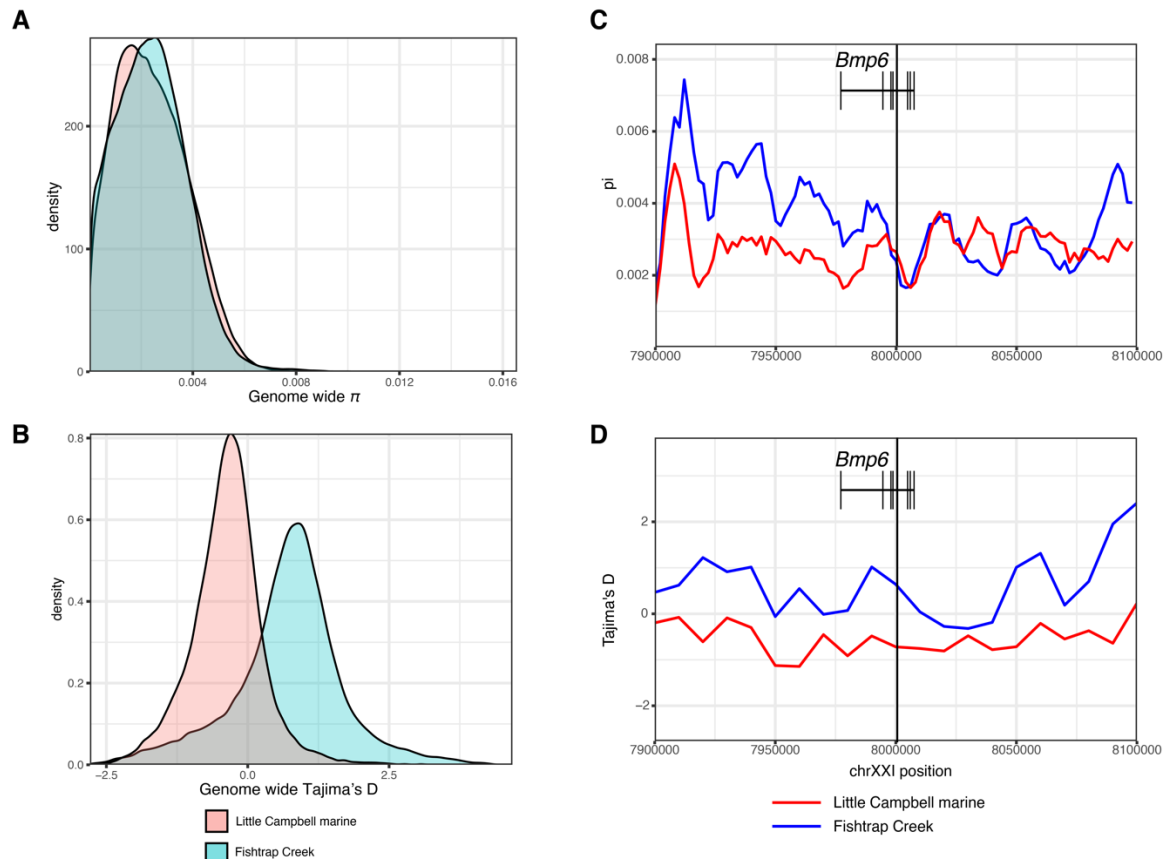 A
density
200
100
0
0.004
0.008
0.012
0.016
Genome wide π
B
density
0.8
0.6
0.4
0.2
0.0
-2.5
0.0
2.5
Genome wide Tajima's D
Little Campbell marine
Fishtrap Creek
C
pi
0.008
0.006
0.004
0.002
Bmp6
7900000
7950000
8000000
8050000
8100000
D
Tajima's D
2
0
-2
Bmp6
7900000
7950000
8000000
8050000
8100000
chrXXI position
Little Campbell marine
Fishtrap Creek